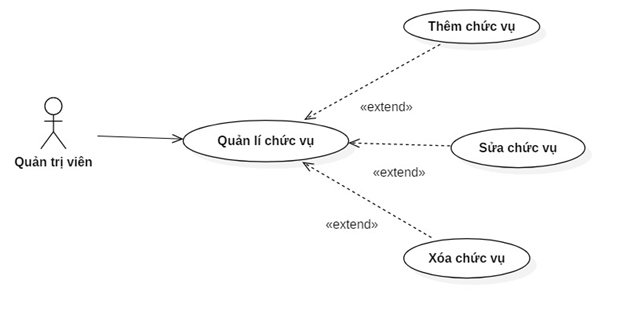 Thêm chức vụ
«extend»
Quản lí chức vụ
Sửa chức vụ
Quản trị viên
«extend»
«extend»
Xóa chức vụ